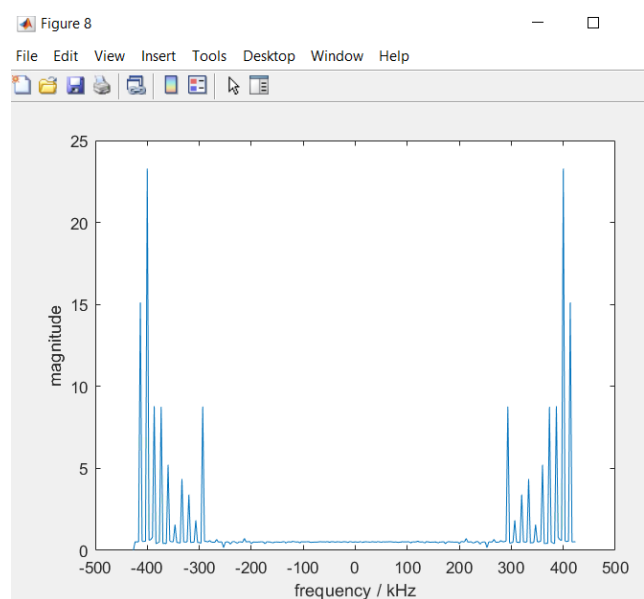 Figure 8
File Edit View Insert Tools Desktop Window Help
25
20
15
10
5
0
magnitude
-500 -400 -300 -200 -100 0 100 200 300 400 500
frequency / kHz